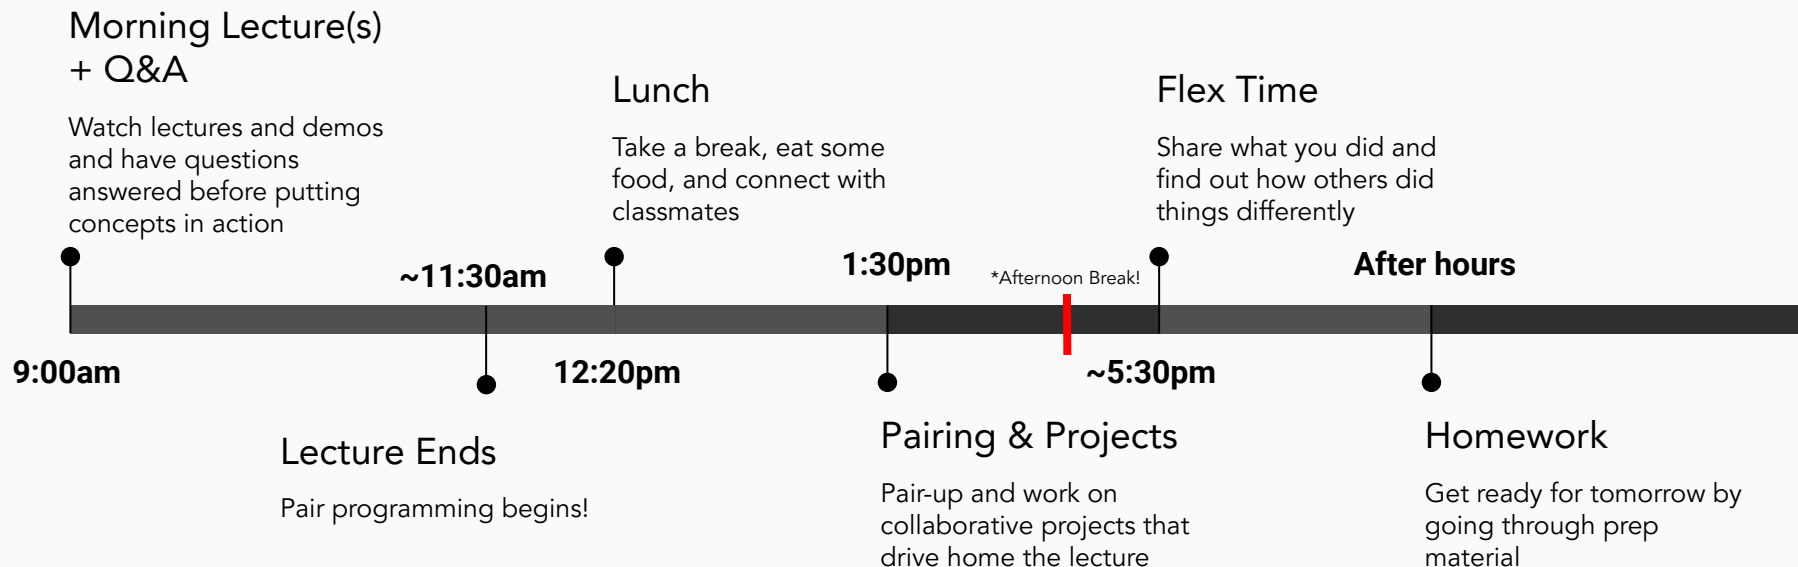 Morning Lecture(s)
+ Q&A
Watch lectures and demos
and have questions
answered before putting
concepts in action
Lunch
Take a break, eat some
food, and connect with
classmates
Flex Time
Share what you did and
find out how others did
things differently
~11:30am
1:30pm
*Afternoon Break!
After hours
9:00am
12:20pm
~5:30pm
Lecture Ends
Pair programming begins!
Pairing & Projects
Pair-up and work on
collaborative projects that
drive home the lecture
Homework
Get ready for tomorrow by
going through prep
material